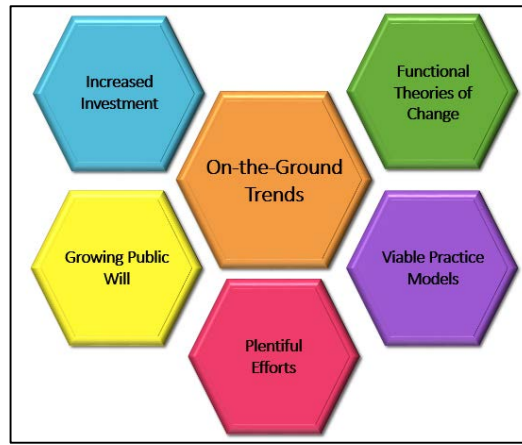 Increased
Investment
Functional
Theories of
Change
On-the-Ground
Trends
Growing Public
Will
Viable Practice
Models
Plentiful
Efforts